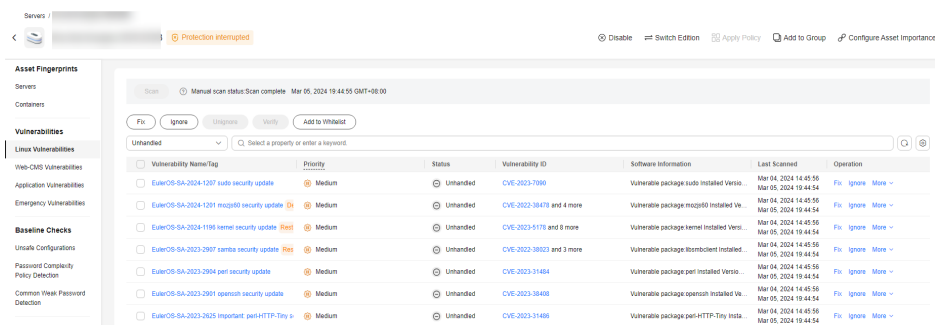 Servers /
Protection interrupted
Disable
Switch Edition
Apply Policy
Add to Group
Configure Asset Importance
Asset Fingerprints
Servers
Containers
Vulnerabilities
Linux Vulnerabilities
Web-CMS Vulnerabilities
Application Vulnerabilities
Emergency Vulnerabilities
Baseline Checks
Unsafe Configurations
Password Complexity
Policy Detection
Common Weak Password
Detection
Scan
Manual scan status:Scan complete Mar 05, 2024 19:44:55 GMT+08:00
Fix
Ignore
Unignore
Verify
Add to Whitelist
Unhandled
Select a property or enter a keyword.
Vulnerability Name/Tag Priority Status Vulnerability ID Software Information Last Scanned Operation
EulerOS-SA-2024-1207 sudo security update Medium Unhandled CVE-2023-7090 Vulnerable package:sudo Installed Versio... Mar 04, 2024 14:45:56 Fix Ignore More
Mar 05, 2024 19:44:54
EulerOS-SA-2024-1201 mozjs60 security update Medium Unhandled CVE-2022-38478 and 4 more Vulnerable package:mozjs60 Installed Ve... Mar 04, 2024 14:45:56 Fix Ignore More
Mar 05, 2024 19:44:54
EulerOS-SA-2024-1196 kernel security update Rest Medium Unhandled CVE-2023-5178 and 8 more Vulnerable package:kernel Installed Versi... Mar 04, 2024 14:45:56 Fix Ignore More
Mar 05, 2024 19:44:54
EulerOS-SA-2023-2907 samba security update Res Medium Unhandled CVE-2022-38023 and 3 more Vulnerable package:libsmbclient Installed... Mar 04, 2024 14:45:56 Fix Ignore More
Mar 05, 2024 19:44:54
EulerOS-SA-2023-2904 perl security update Medium Unhandled CVE-2023-31484 Vulnerable package:perl Installed Versio... Mar 04, 2024 14:45:56 Fix Ignore More
Mar 05, 2024 19:44:54
EulerOS-SA-2023-2901 openssh security update Medium Unhandled CVE-2023-38408 Vulnerable package:openssh Installed Ve... Mar 04, 2024 14:45:56 Fix Ignore More
Mar 05, 2024 19:44:54
EulerOS-SA-2023-2625 Important: perl-HTTP-Tiny s Medium Unhandled CVE-2023-31486 Vulnerable package:perl-HTTP-Tiny Insta... Mar 04, 2024 14:45:56 Fix Ignore More
Mar 05, 2024 19:44:54